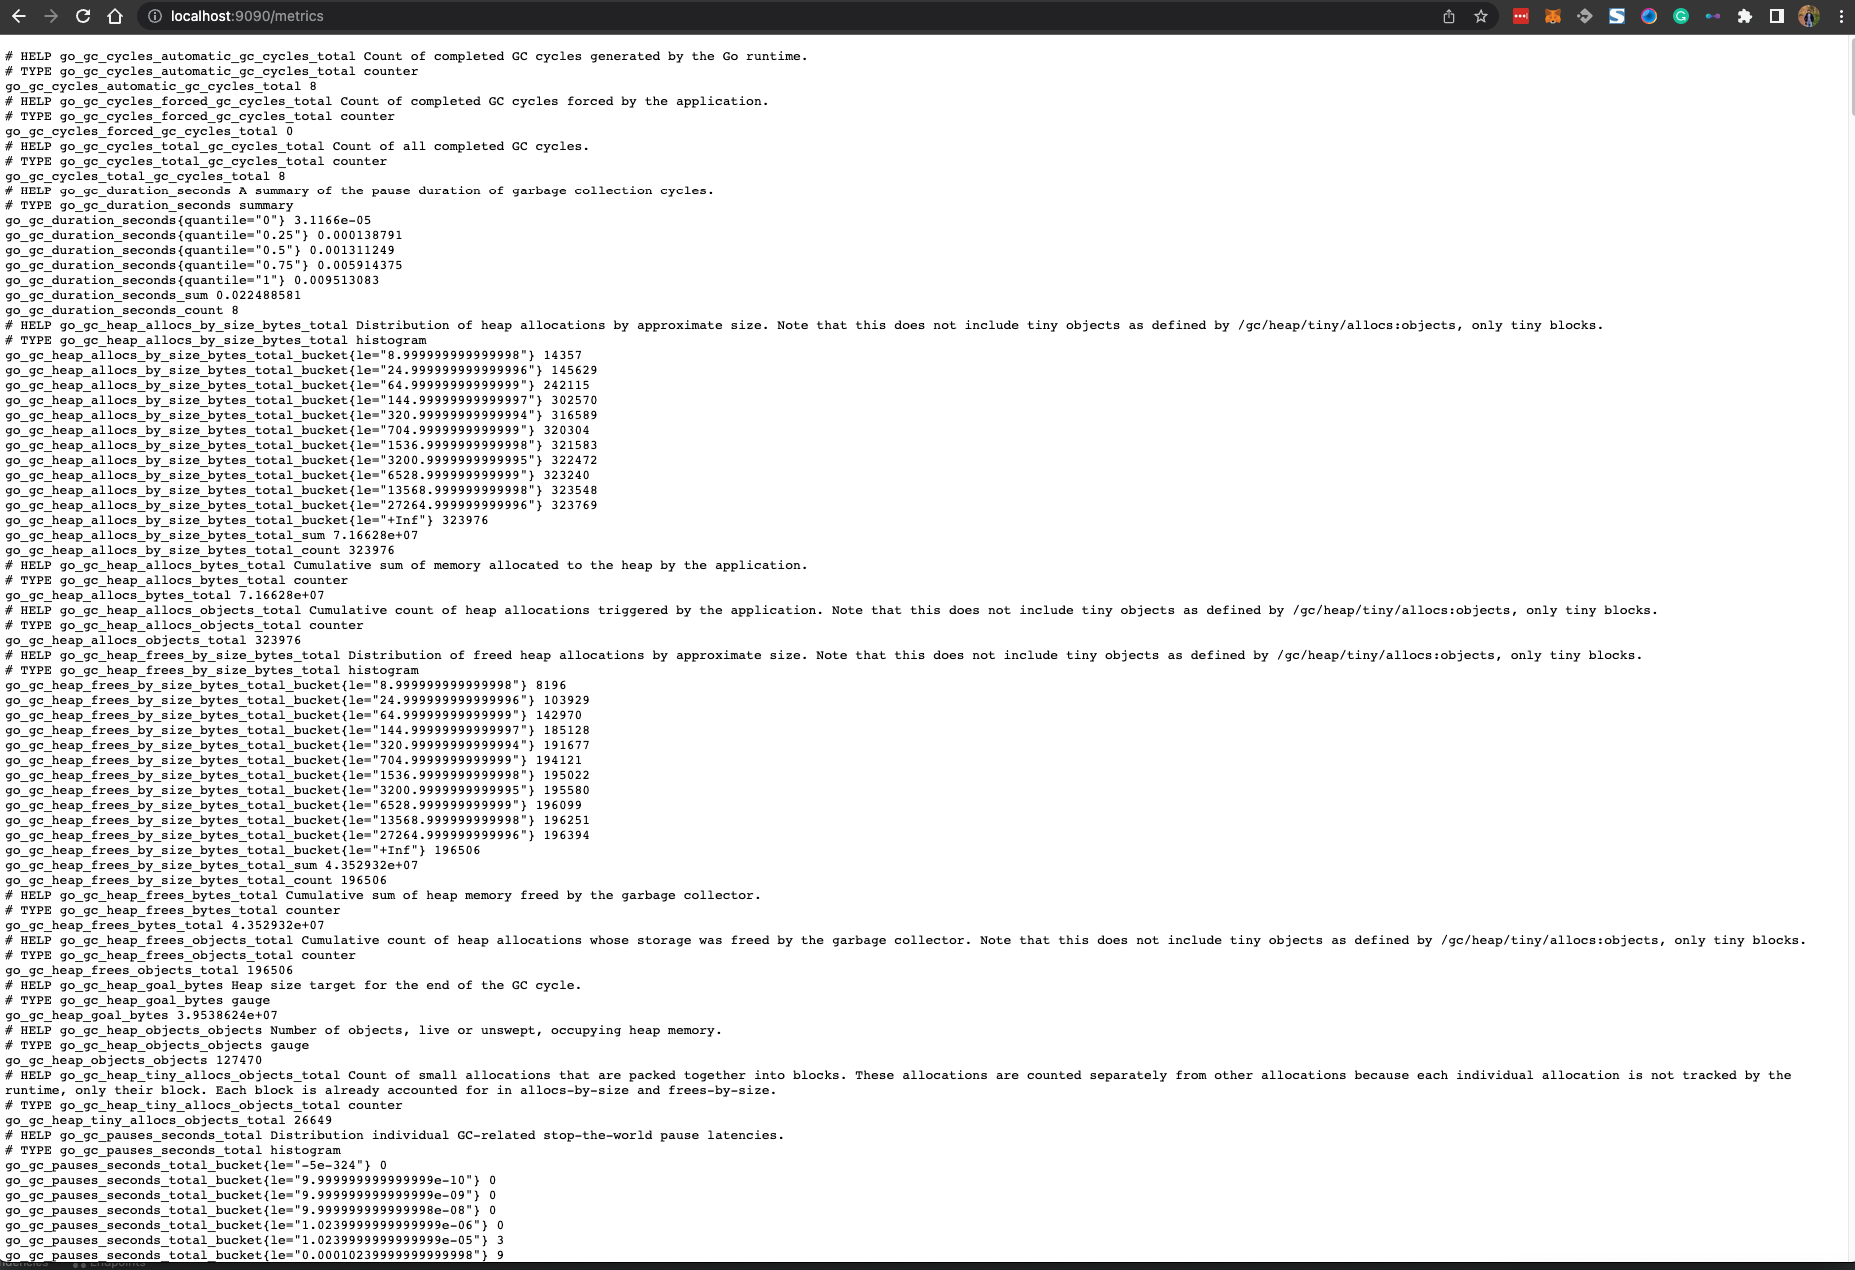 localhost:9090/metrics
# HELP go_gc_cycles_automatic_gc_cycles_total Count of completed GC cycles generated by the Go runtime.
# TYPE go_gc_cycles_automatic_gc_cycles_total counter
go_gc_cycles_automatic_gc_cycles_total 8
# HELP go_gc_cycles_forced_gc_cycles_total Count of completed GC cycles forced by the application.
# TYPE go_gc_cycles_forced_gc_cycles_total counter
go_gc_cycles_forced_gc_cycles_total 0
# HELP go_gc_cycles_total_gc_cycles_total Count of all completed GC cycles.
# TYPE go_gc_cycles_total_gc_cycles_total counter
go_gc_cycles_total_gc_cycles_total 8
# HELP go_gc_duration_seconds A summary of the pause duration of garbage collection cycles.
# TYPE go_gc_duration_seconds summary
go_gc_duration_seconds{quantile="0"} 3.1166e-05
go_gc_duration_seconds{quantile="0.25"} 0.000138791
go_gc_duration_seconds{quantile="0.5"} 0.001311249
go_gc_duration_seconds{quantile="0.75"} 0.005914375
go_gc_duration_seconds{quantile="1"} 0.009513083
go_gc_duration_seconds_sum 0.022488581
go_gc_duration_seconds_count 8
# HELP go_gc_heap_allocs_by_size_bytes_total Distribution of heap allocations by approximate size. Note that this does not include tiny objects as defined by /gc/heap/tiny/allocs:objects, only tiny blocks.
# TYPE go_gc_heap_allocs_by_size_bytes_total histogram
go_gc_heap_allocs_by_size_bytes_total_bucket{le="8.999999999999998"} 14357
go_gc_heap_allocs_by_size_bytes_total_bucket{le="24.999999999999996"} 145629
go_gc_heap_allocs_by_size_bytes_total_bucket{le="64.99999999999999"} 242115
go_gc_heap_allocs_by_size_bytes_total_bucket{le="144.99999999999997"} 302570
go_gc_heap_allocs_by_size_bytes_total_bucket{le="320.99999999999994"} 316589
go_gc_heap_allocs_by_size_bytes_total_bucket{le="704.9999999999999"} 320304
go_gc_heap_allocs_by_size_bytes_total_bucket{le="1536.9999999999998"} 321583
go_gc_heap_allocs_by_size_bytes_total_bucket{le="3200.9999999999995"} 322472
go_gc_heap_allocs_by_size_bytes_total_bucket{le="6528.999999999999"} 323240
go_gc_heap_allocs_by_size_bytes_total_bucket{le="13568.999999999998"} 323548
go_gc_heap_allocs_by_size_bytes_total_bucket{le="27264.999999999996"} 323769
go_gc_heap_allocs_by_size_bytes_total_bucket{le="+Inf"} 323976
go_gc_heap_allocs_by_size_bytes_total_sum 7.16628e+07
go_gc_heap_allocs_by_size_bytes_total_count 323976
# HELP go_gc_heap_allocs_bytes_total Cumulative sum of memory allocated to the heap by the application.
# TYPE go_gc_heap_allocs_bytes_total counter
go_gc_heap_allocs_bytes_total 7.16628e+07
# HELP go_gc_heap_allocs_objects_total Cumulative count of heap allocations triggered by the application. Note that this does not include tiny objects as defined by /gc/heap/tiny/allocs:objects, only tiny blocks.
# TYPE go_gc_heap_allocs_objects_total counter
go_gc_heap_allocs_objects_total 323976
# HELP go_gc_heap_frees_by_size_bytes_total Distribution of freed heap allocations by approximate size. Note that this does not include tiny objects as defined by /gc/heap/tiny/allocs:objects, only tiny blocks.
# TYPE go_gc_heap_frees_by_size_bytes_total histogram
go_gc_heap_frees_by_size_bytes_total_bucket{le="8.999999999999998"} 8196
go_gc_heap_frees_by_size_bytes_total_bucket{le="24.999999999999996"} 103929
go_gc_heap_frees_by_size_bytes_total_bucket{le="64.99999999999999"} 142970
go_gc_heap_frees_by_size_bytes_total_bucket{le="144.99999999999997"} 185128
go_gc_heap_frees_by_size_bytes_total_bucket{le="320.99999999999994"} 191677
go_gc_heap_frees_by_size_bytes_total_bucket{le="704.9999999999999"} 194121
go_gc_heap_frees_by_size_bytes_total_bucket{le="1536.9999999999998"} 195022
go_gc_heap_frees_by_size_bytes_total_bucket{le="3200.9999999999995"} 195580
go_gc_heap_frees_by_size_bytes_total_bucket{le="6528.999999999999"} 196099
go_gc_heap_frees_by_size_bytes_total_bucket{le="13568.999999999998"} 196251
go_gc_heap_frees_by_size_bytes_total_bucket{le="27264.999999999996"} 196394
go_gc_heap_frees_by_size_bytes_total_bucket{le="+Inf"} 196506
go_gc_heap_frees_by_size_bytes_total_sum 4.352932e+07
go_gc_heap_frees_by_size_bytes_total_count 196506
# HELP go_gc_heap_frees_bytes_total Cumulative sum of heap memory freed by the garbage collector.
# TYPE go_gc_heap_frees_bytes_total counter
go_gc_heap_frees_bytes_total 4.352932e+07
# HELP go_gc_heap_frees_objects_total Cumulative count of heap allocations whose storage was freed by the garbage collector. Note that this does not include tiny objects as defined by /gc/heap/tiny/allocs:objects, only tiny blocks.
# TYPE go_gc_heap_frees_objects_total counter
go_gc_heap_frees_objects_total 196506
# HELP go_gc_heap_goal_bytes Heap size target for the end of the GC cycle.
# TYPE go_gc_heap_goal_bytes gauge
go_gc_heap_goal_bytes 3.9538624e+07
# HELP go_gc_heap_objects_objects Number of objects, live or unswept, occupying heap memory.
# TYPE go_gc_heap_objects_objects gauge
go_gc_heap_objects_objects 127470
# HELP go_gc_heap_tiny_allocs_objects_total Count of small allocations that are packed together into blocks. These allocations are counted separately from other allocations because each individual allocation is not tracked by the
runtime, only their block. Each block is already accounted for in allocs-by-size and frees-by-size.
# TYPE go_gc_heap_tiny_allocs_objects_total counter
go_gc_heap_tiny_allocs_objects_total 26649
# HELP go_gc_pauses_seconds_total Distribution individual GC-related stop-the-world pause latencies.
# TYPE go_gc_pauses_seconds_total histogram
go_gc_pauses_seconds_total_bucket{le="-5e-324"} 0
go_gc_pauses_seconds_total_bucket{le="9.999999999999999e-10"} 0
go_gc_pauses_seconds_total_bucket{le="9.999999999999999e-09"} 0
go_gc_pauses_seconds_total_bucket{le="9.999999999999998e-08"} 0
go_gc_pauses_seconds_total_bucket{le="1.0239999999999999e-06"} 0
go_gc_pauses_seconds_total_bucket{le="1.0239999999999999e-05"} 3
go_gc_pauses_seconds_total_bucket{le="0.00010239999999999998"} 9